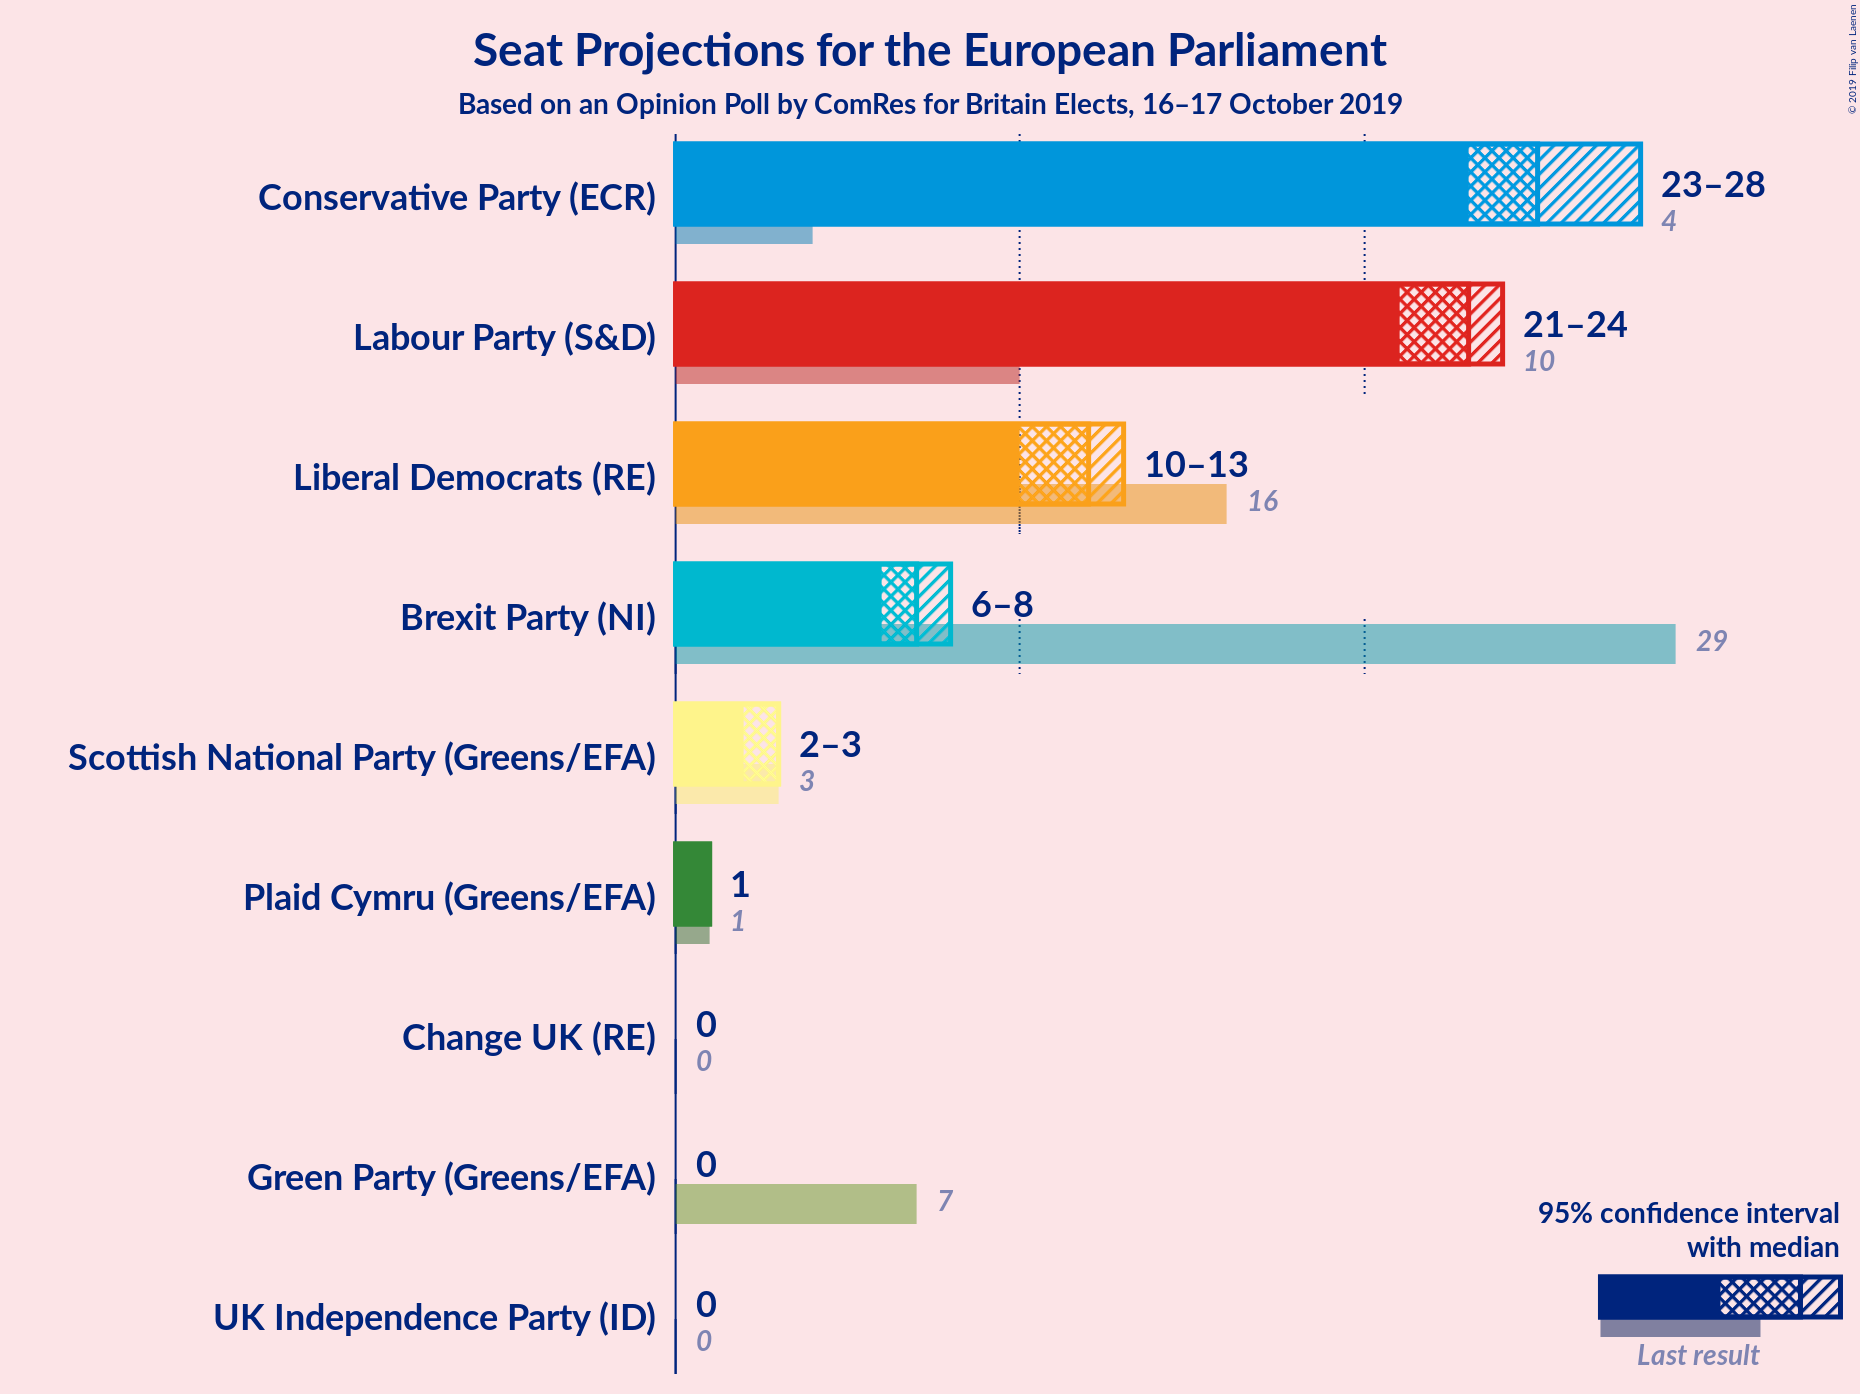 Seat Projections for the European Parliament
Based on an Opinion Poll by ComRes for Britain Elects, 16–17 October 2019
© 2019 Filip van Laenen
Conservative Party (ECR)
23–28
4
Labour Party (S&D)
21–24
10
Liberal Democrats (RE)
10–13
16
Brexit Party (NI)
6–8
29
Scottish National Party (Greens/EFA)
2–3
3
Plaid Cymru (Greens/EFA)
1
1
Change UK (RE)
0
0
Green Party (Greens/EFA)
0
7
UK Independence Party (ID)
0
0
95% confidence interval
with median
Last result